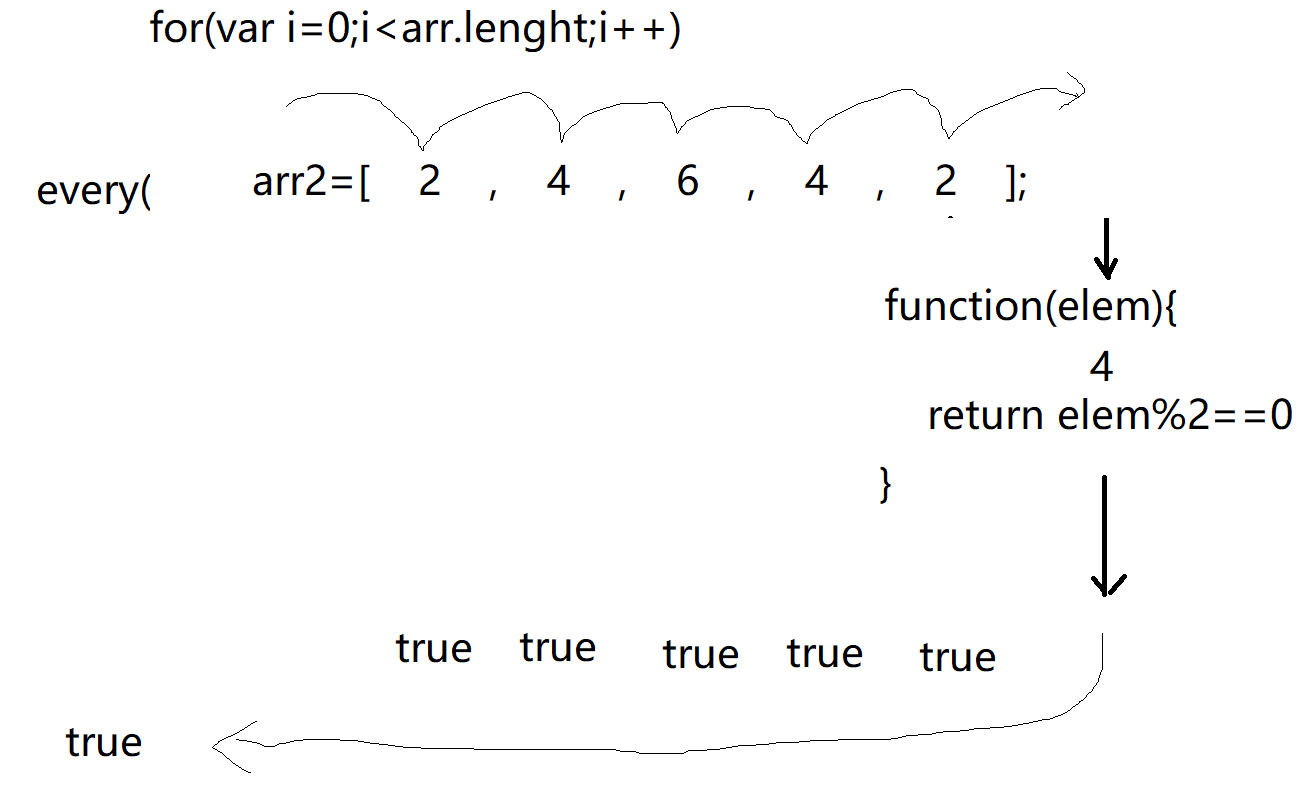 for(var i=0;i<arr.lenght;i++)
every( arr2=[ 2 , 4 , 6 , 4 , 2 ];
function(elem){
4
return elem%2==0
}
true true true true true
true